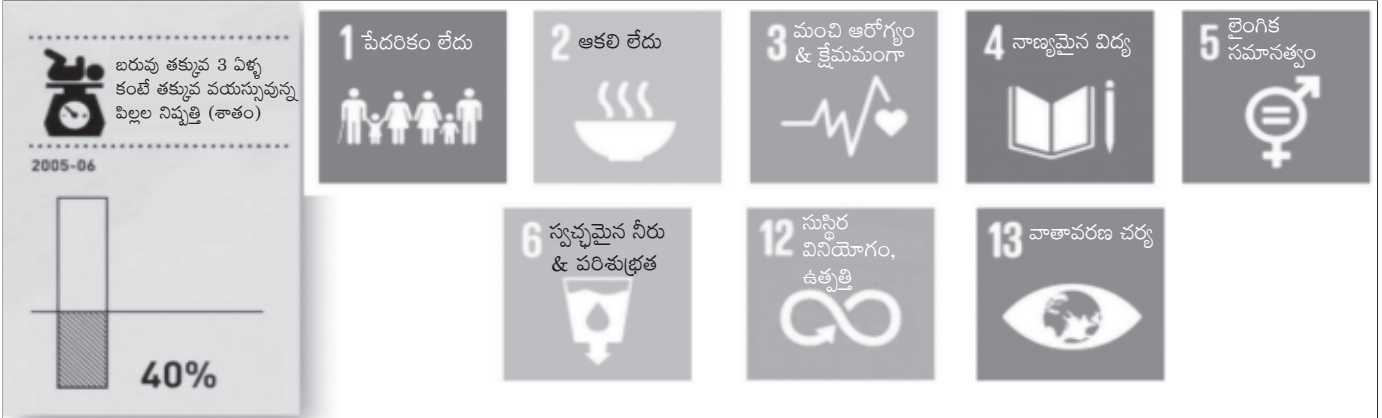 బరువు తక్కువ 3 ఏళ్ళ
కంటే తక్కువ వయస్సువున్న
పిల్లల నిష్పత్తి (శాతం)
2005-06
40%
1 పేదరికం లేదు
2 ఆకలి లేదు
3 మంచి ఆరోగ్యం
& క్షేమమంగా
4 నాణ్యమైన విద్య
5 లైంగిక
సమానత్వం
6 స్వచ్ఛమైన నీరు
& పరిశుభ్రత
12 సుస్థిర
వినియోగం,
ఉత్పత్తి
13 వాతావరణ చర్య